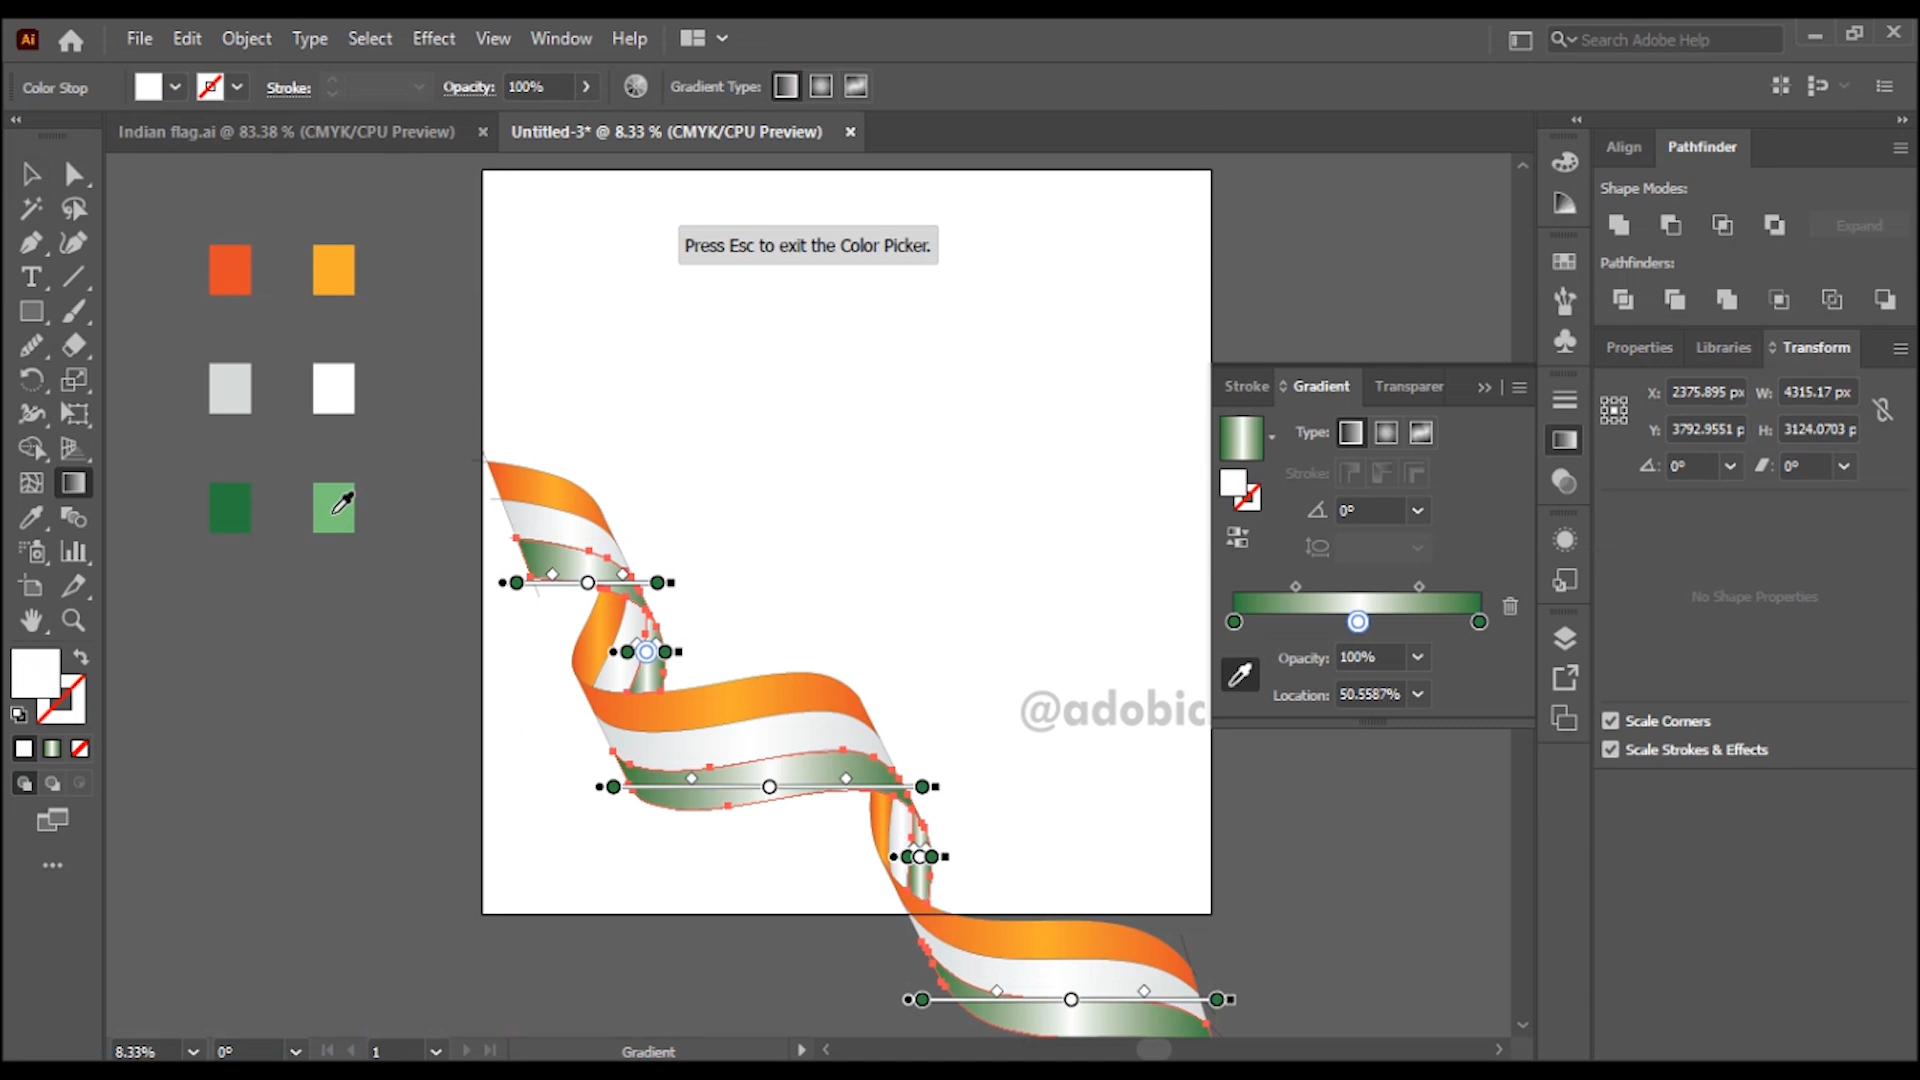 Ai File Edit Object Type Select Effect View Window Help Search Adobe Help
Color Stop Stroke: Opacity: 100% Gradient Type:
Indian flag.ai @ 83.38 % (CMYK/CPU Preview) Untitled-3* @ 8.33 % (CMYK/CPU Preview)
Align Pathfinder
Shape Modes:
Expand
Press Esc to exit the Color Picker.
Pathfinders:
Properties Libraries Transform
X: 2375.895 px W: 4315.17 px
Y: 3792.9551 p H: 3124.0703 p
0° 0°
Stroke Gradient Transparer
Type:
Stroke:
0°
No Shape Properties
Opacity: 100%
Location: 50.5587%
@adobic
Scale Corners
Scale Strokes & Effects
8.33% 0° 1 Gradient